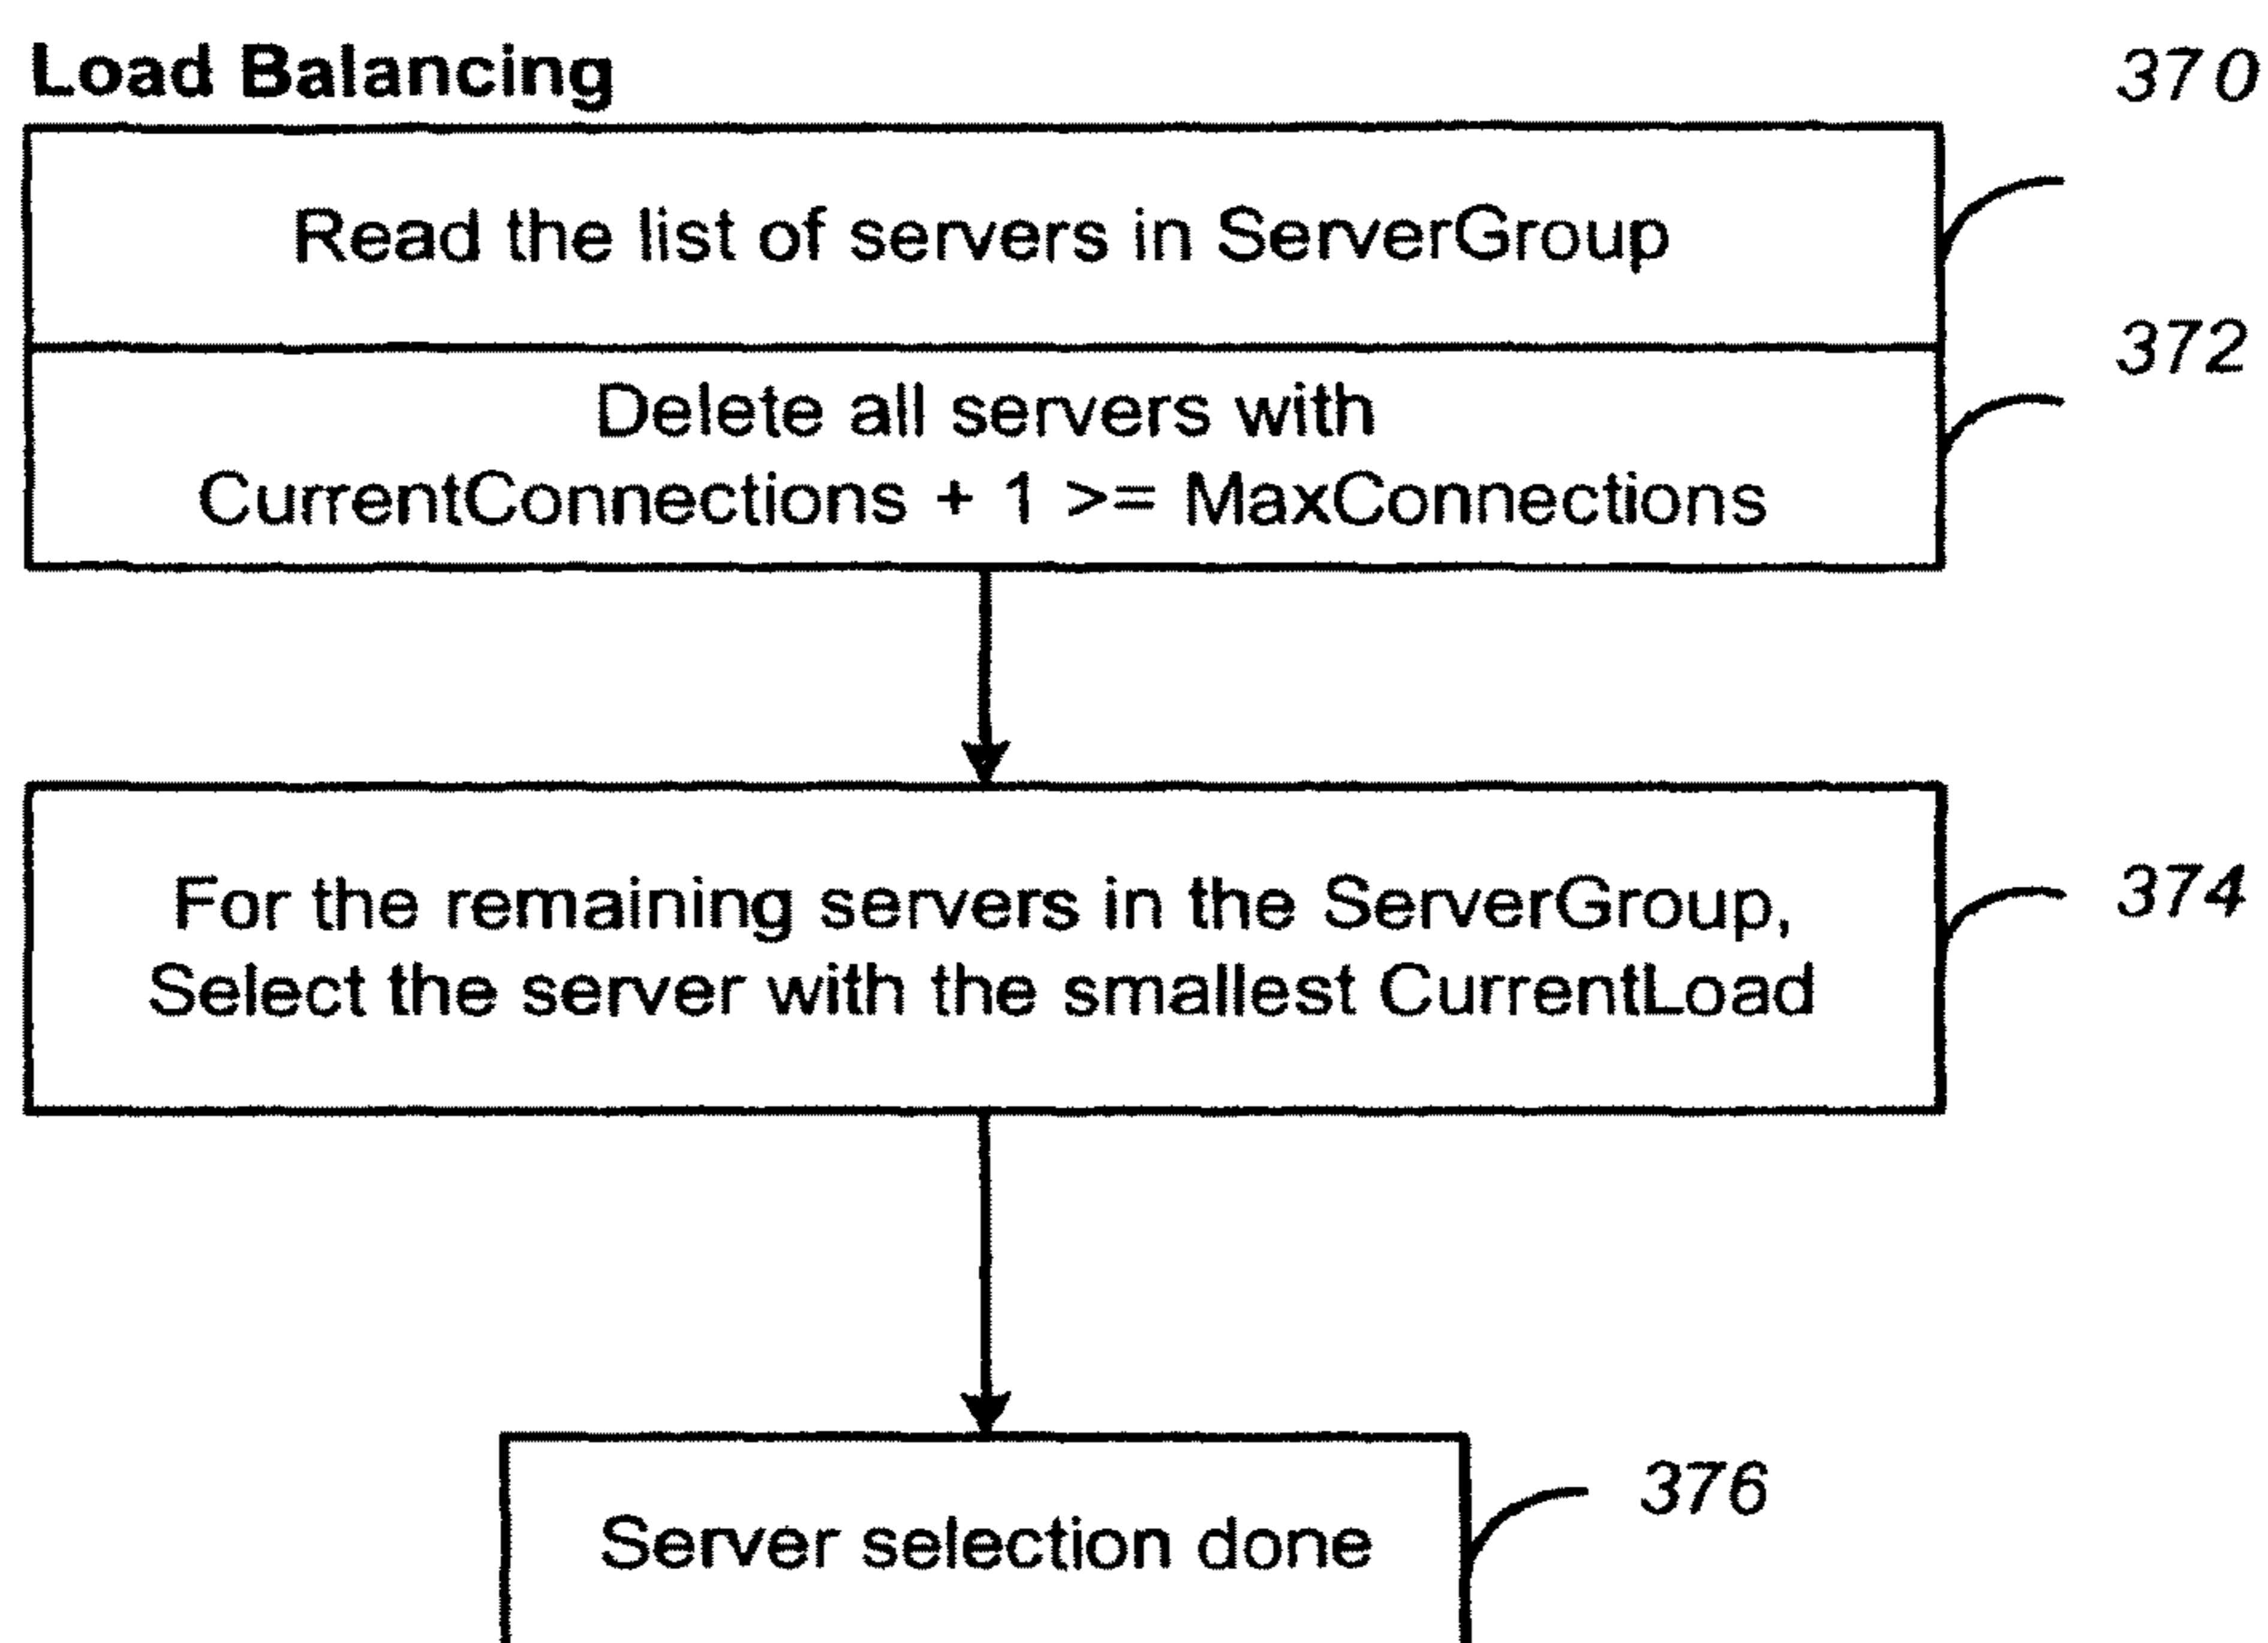 Load Balancing
370
Read the list of servers in ServerGroup
372
Delete all servers with
CurrentConnections + 1 >= MaxConnections
For the remaining servers in the ServerGroup,
374
Select the server with the smallest CurrentLoad
376
Server selection done